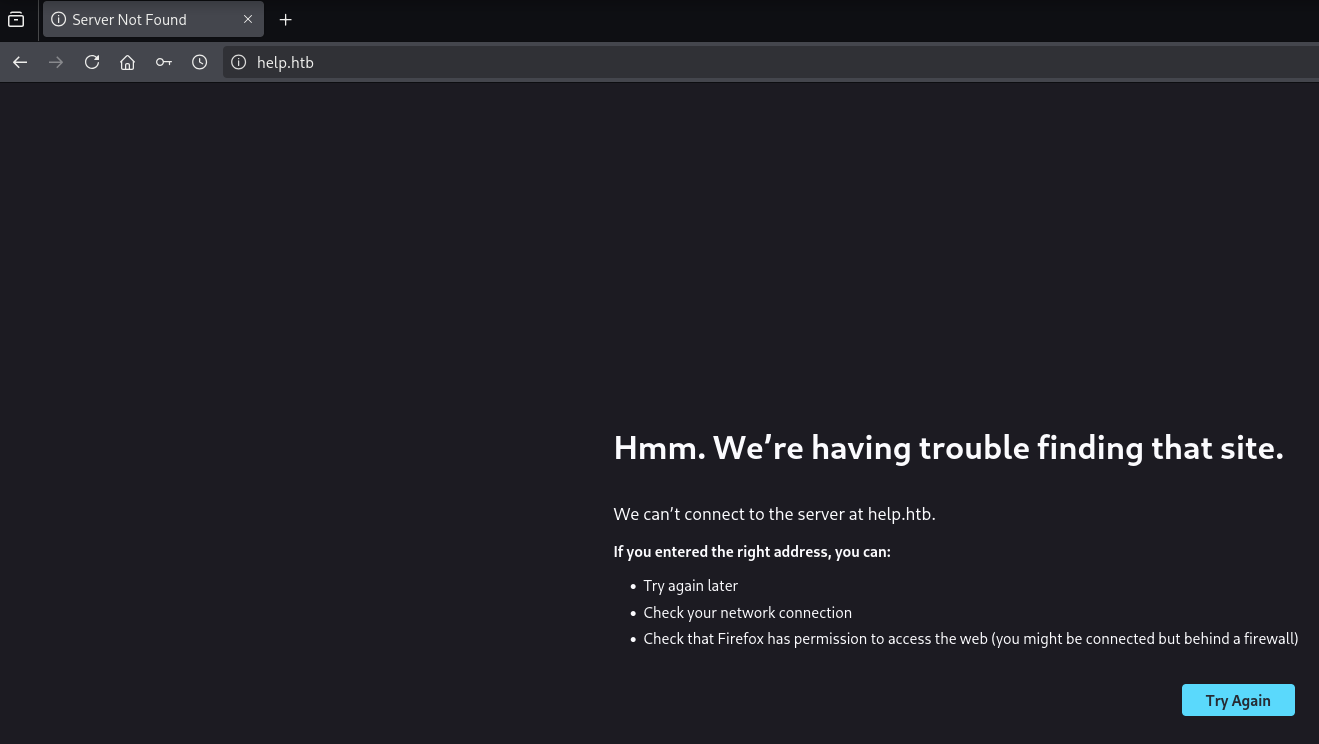 Server Not Found
help.htb
Hmm. We’re having trouble finding that site.
We can’t connect to the server at help.htb.
If you entered the right address, you can:
• Try again later
• Check your network connection
• Check that Firefox has permission to access the web (you might be connected but behind a firewall)
Try Again